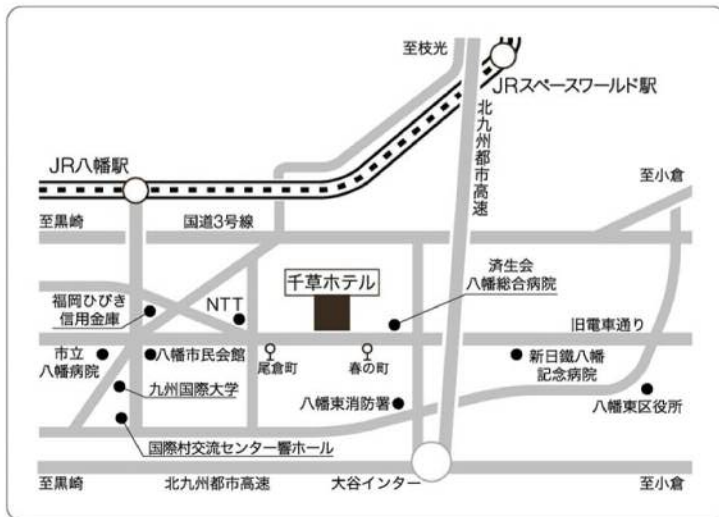 至枝光
JRスペースワールド駅
北九州都市高速
JR八幡駅
至小倉
至黒崎
国道3号線
千草ホテル
済生会
八幡総合病院
福岡ひびき
信用金庫
NTT
旧電車通り
市立
八幡病院
八幡市民会館
尾倉町
春の町
新日鐵八幡
記念病院
九州国際大学
八幡東消防署
八幡東区役所
国際村交流センター響ホール
至黒崎
北九州都市高速
大谷インター
至小倉